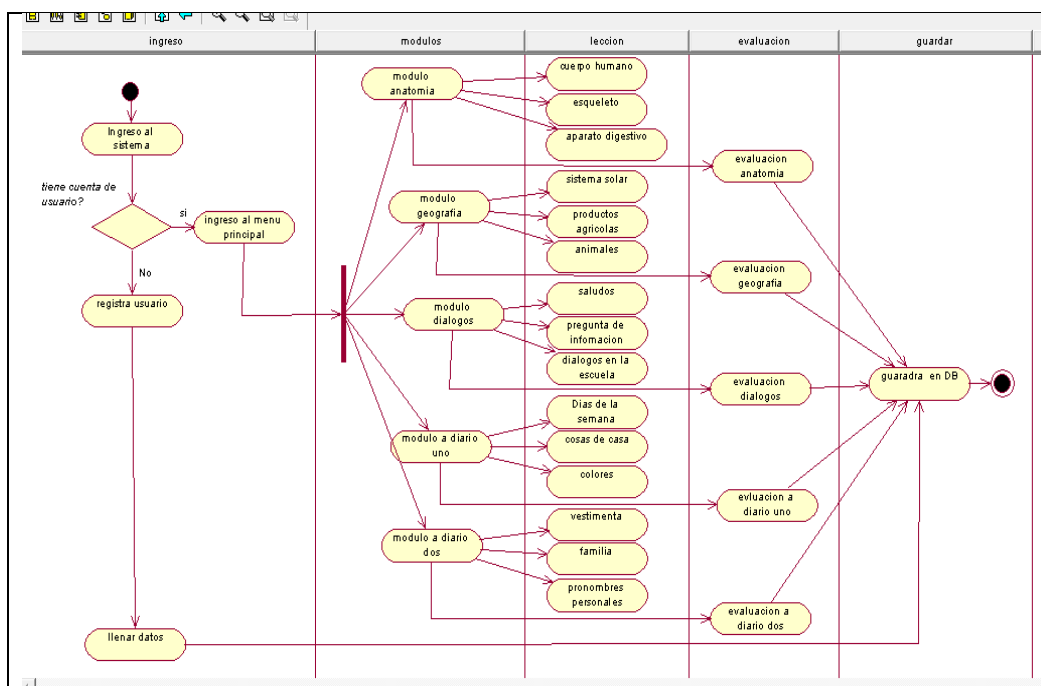 ingreso
modulos
leccion
evaluacion
guardar
Ingreso al
sistema
tiene cuenta de
usuario?
si
ingreso al menu
principal
No
registra usuario
llenar datos
modulo
anatomia
modulo
geografia
modulo
dialogos
modulo a diario
uno
modulo a diario
dos
cuerpo humano
esqueleto
aparato digestivo
sistema solar
productos
agricolas
animales
saludos
pregunta de
infomacion
dialogos en la
escuela
Dias de la
semana
cosas de casa
colores
vestimenta
familia
pronombres
personales
evaluacion
anatomia
evaluacion
geografia
evaluacion
dialogos
evluacion a
diario uno
evaluacion a
diario dos
guaradra en DB